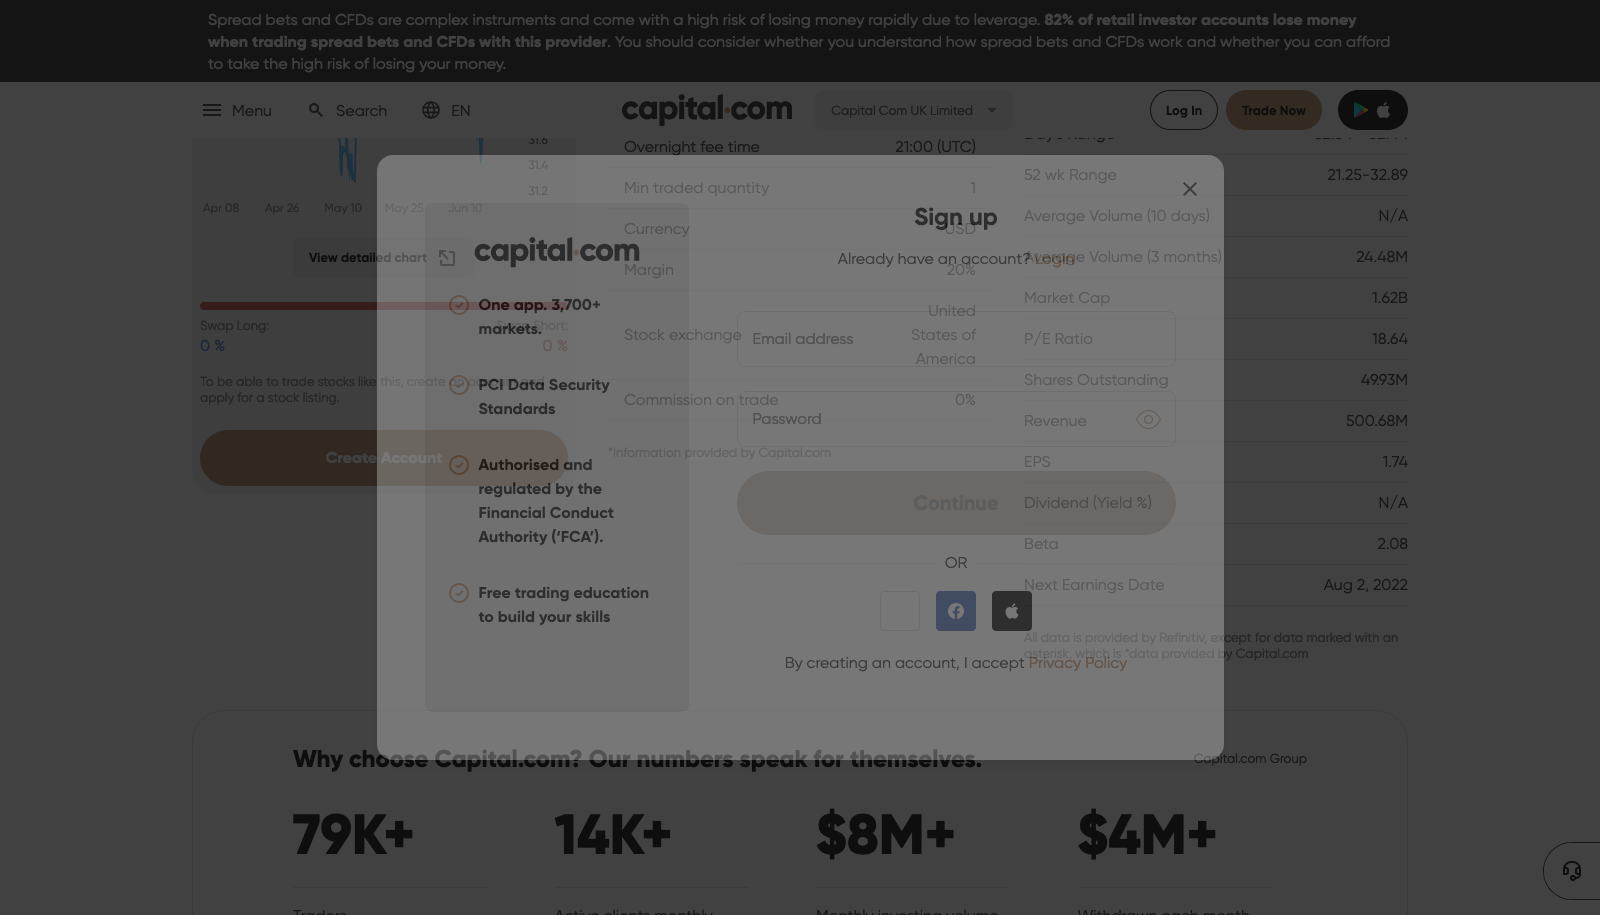 Spread bets and CFDs are complex instruments and come with a high risk of losing money rapidly due to leverage. 82% of retail investor accounts lose money
when trading spread bets and CFDs with this provider. You should consider whether you understand how spread bets and CFDs work and whether you can afford
to take the high risk of losing your money.
Menu
Search
EN
capital.com
Capital Com UK Limited
Log In
Trade Now
31.6
31.4
31.2
Apr 08
Apr 26
May 10
May 25
Jun 10
View detailed chart
Swap Long:
0 %
Short:
0 %
To be able to trade stocks like this, create an account
apply for a stock listing.
Create Account
Overnight fee time 21:00 (UTC)
Min traded quantity 1
Currency USD
Margin 20%
Stock exchange United
States of
America
Commission on trade 0%
*Information provided by Capital.com
52 wk Range 21.25-32.89
Average Volume (10 days) N/A
Average Volume (3 months) 24.48M
Market Cap 1.62B
P/E Ratio 18.64
Shares Outstanding 49.93M
Revenue 500.68M
EPS 1.74
Dividend (Yield %) N/A
Beta 2.08
Next Earnings Date Aug 2, 2022
All data is provided by Refinitiv, except for data marked with an
asterisk, which is *data provided by Capital.com
capital.com
One app. 3,700+
markets.
PCI Data Security
Standards
Authorised and
regulated by the
Financial Conduct
Authority (‘FCA’).
Free trading education
to build your skills
Sign up
Already have an account? Login
Email address
Password
Continue
OR
By creating an account, I accept Privacy Policy
Why choose Capital.com? Our numbers speak for themselves.
Capital.com Group
79K+
14K+
$8M+
$4M+
Traders
Active clients monthly
Monthly investing volume
Withdrawn each month